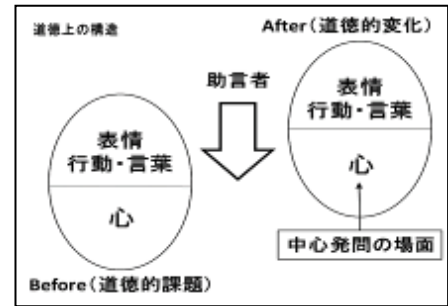 道徳上の構造
After(道徳的変化)
助言者
表情
行動・言葉
心
表情
行動・言葉
心
中心発問の場面
Before(道徳的課題)